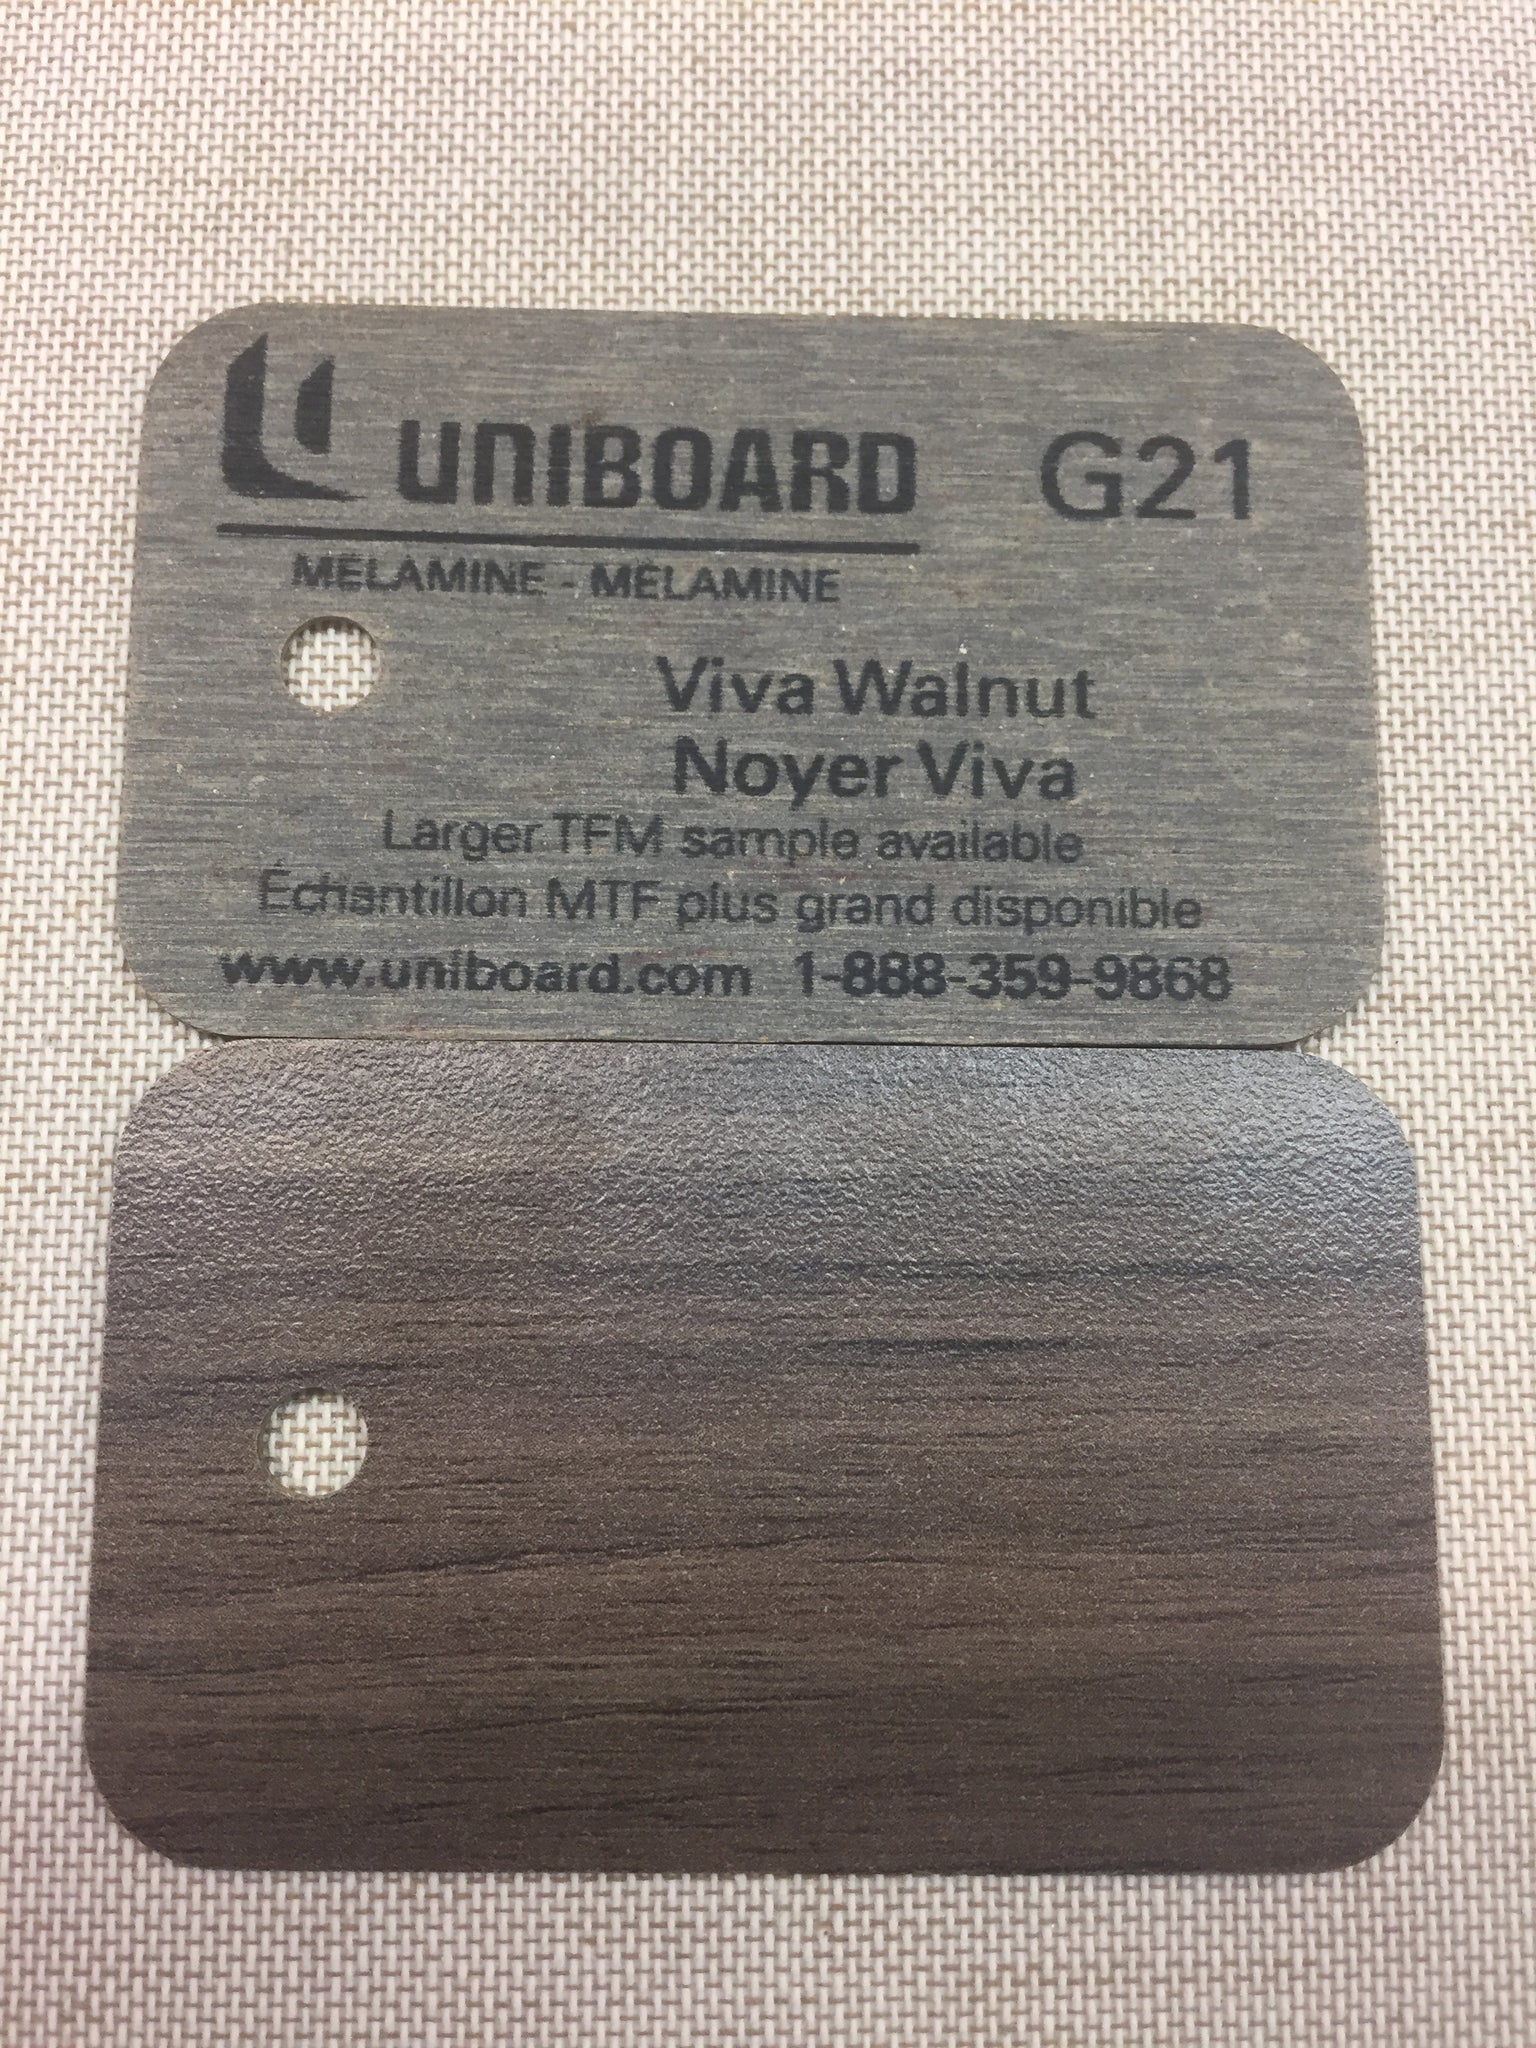 UNIBOARD G21
MELAMINE - MÉLAMINE
Viva Walnut
Noyer Viva
Larger TFM sample available
Échantillon MTF plus grand disponible
www.uniboard.com 1-888-359-9868